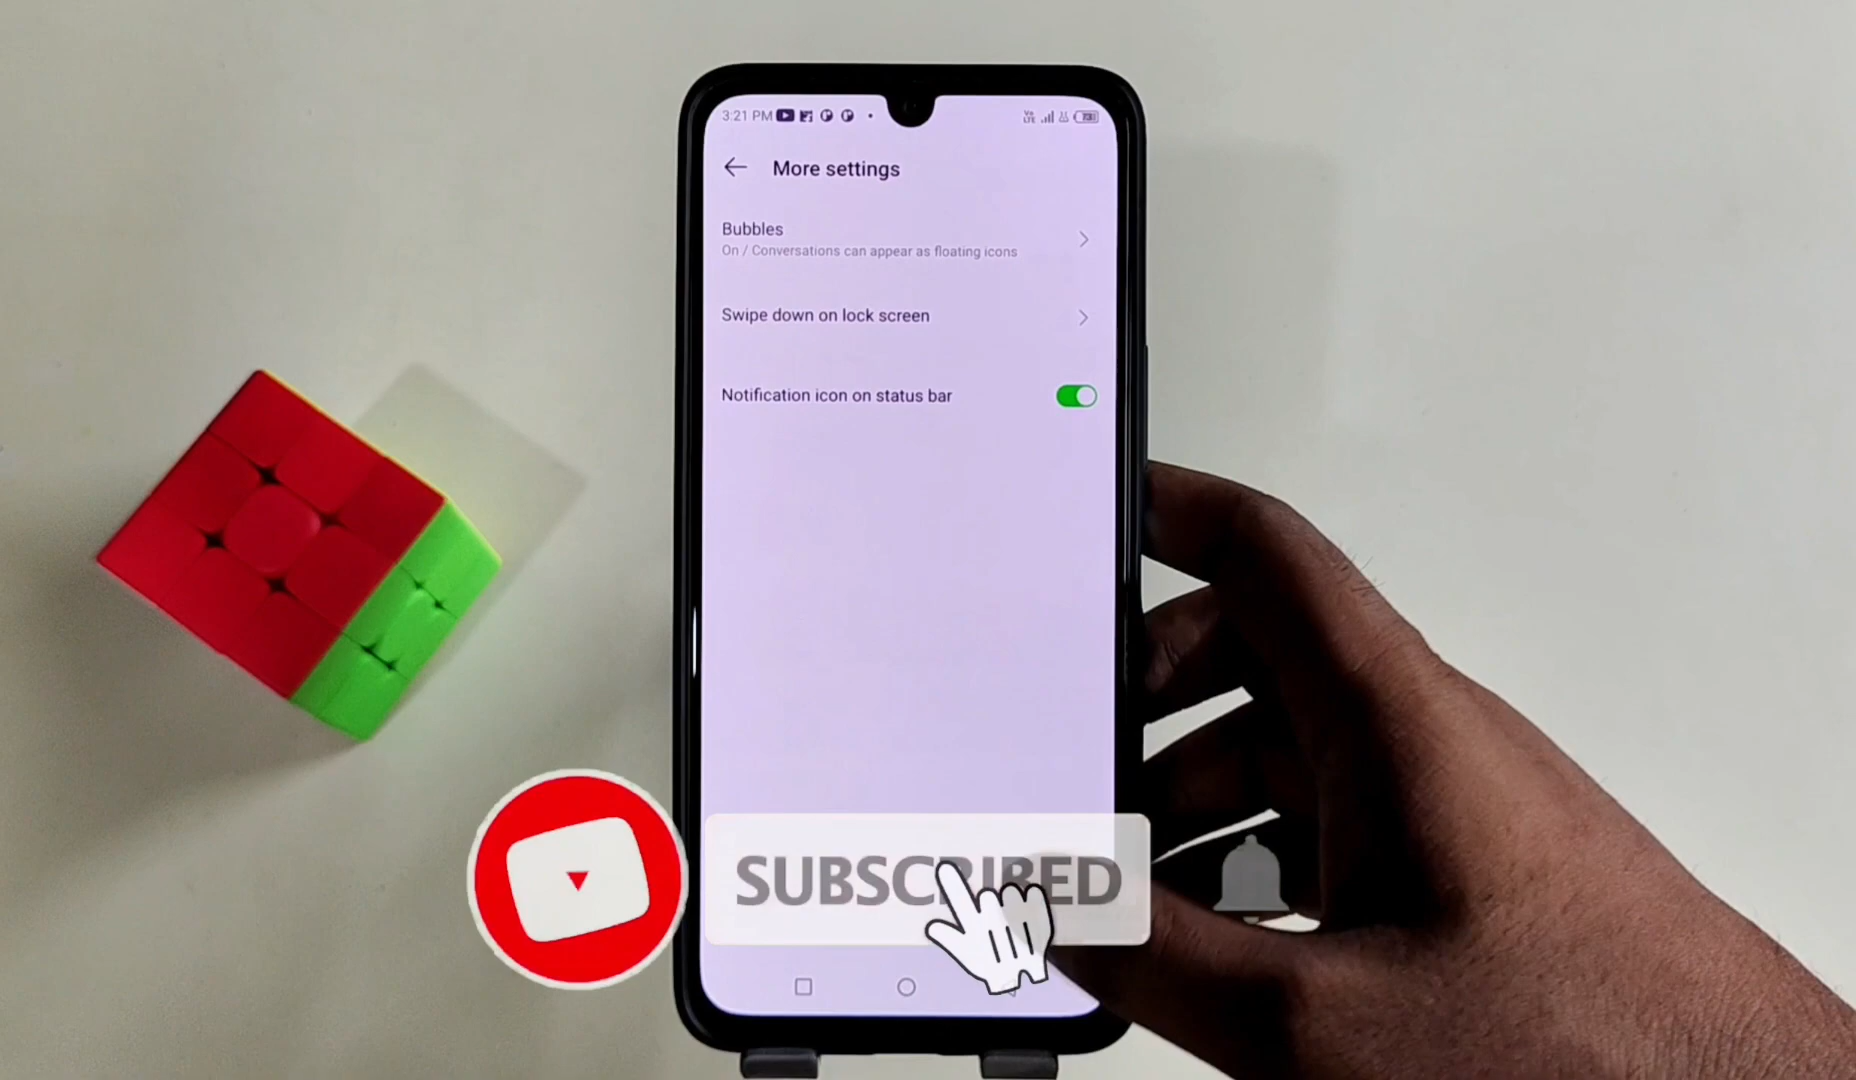 3:21 PM
More settings
Bubbles
On / Conversations can appear as floating icons
Swipe down on lock screen
Notification icon on status bar
SUBSCRIBED